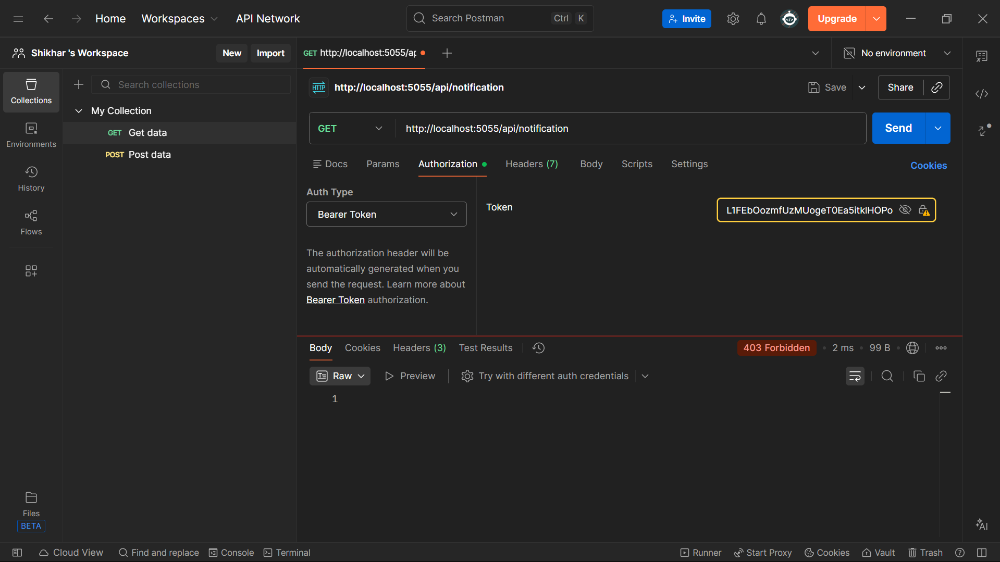 Home
Workspaces
API Network
Search Postman
Ctrl K
Invite
Upgrade
Shikhar 's Workspace
New
Import
GET http://localhost:5055/ap
No environment
Collections
Search collections
http://localhost:5055/api/notification
HTTP
Save
Share
My Collection
GET Get data
POST Post data
GET
http://localhost:5055/api/notification
Send
Environments
History
Flows
Files
BETA
Docs
Params
Authorization
Headers (7)
Body
Scripts
Settings
Cookies
Auth Type
Bearer Token
The authorization header will be
automatically generated when you
send the request. Learn more about
Bearer Token authorization.
Token
L1FEbOozmfUzMUogeT0Ea5itklHOPo
Body
Cookies
Headers (3)
Test Results
403 Forbidden
2 ms
99 B
Raw
Preview
Try with different auth credentials
1
AI
Cloud View
Find and replace
Console
Terminal
Runner
Start Proxy
Cookies
Vault
Trash